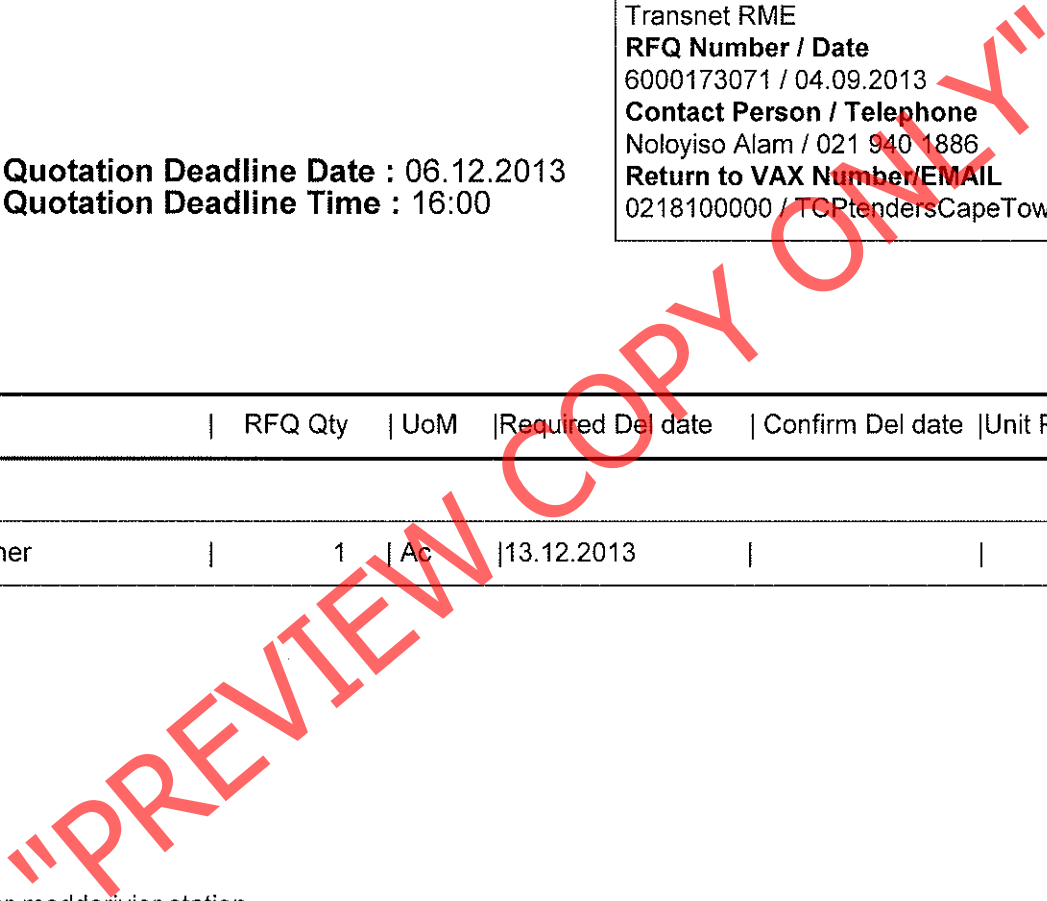 Transnet RME
RFQ Number / Date
6000173071 / 04.09.2013
Contact Person / Telephone
Noloyiso Alam / 021 940 1886
Return to VAX Number/EMAIL
0218100000 / TCPtendersCapeTow
Quotation Deadline Date : 06.12.2013
Quotation Deadline Time : 16:00
| RFQ Qty | UoM |Required Del date | Confirm Del date |Unit
ner | 1 | Ac |13.12.2013 | |
modderivier station
"PREVIEW COPY ONLY"